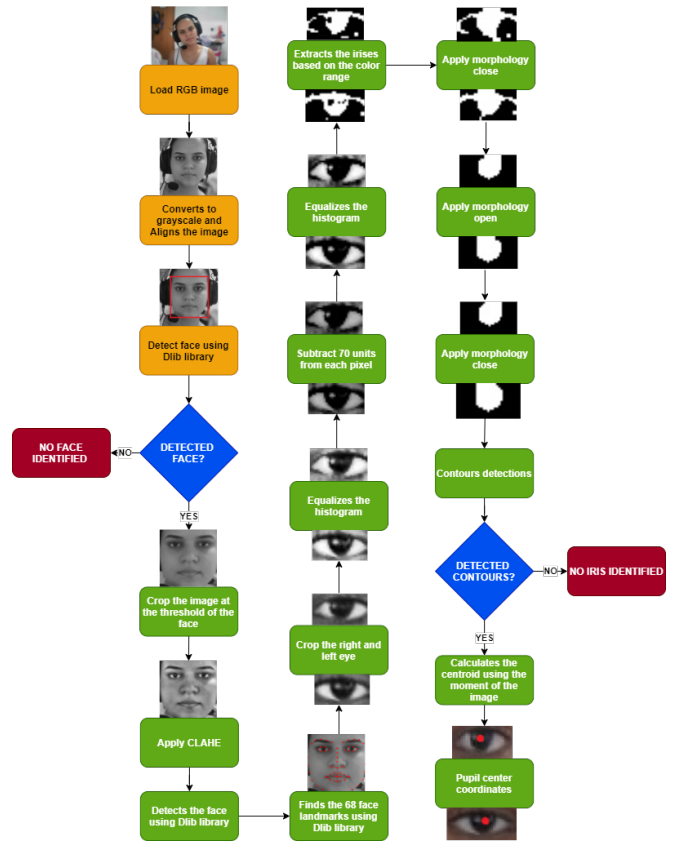 Load RGB image
Converts to
grayscale and
Aligns the image
Detect face using
Dlib library
DETECTED
FACE?
NO
NO FACE
IDENTIFIED
YES
Crop the image at
the threshold of the
face
Apply CLAHE
Detects the face
using Dlib library
Finds the 68 face
landmarks using
Dlib library
Crop the right and
left eye
Equalizes the
histogram
Subtract 70 units
from each pixel
Equalizes the
histogram
Extracts the irises
based on the color
range
Apply morphology
close
Apply morphology
open
Apply morphology
close
Contours detections
DETECTED
CONTOURS?
NO
NO IRIS IDENTIFIED
YES
Calculates the
centroid using the
moment of the
image
Pupil center
coordinates